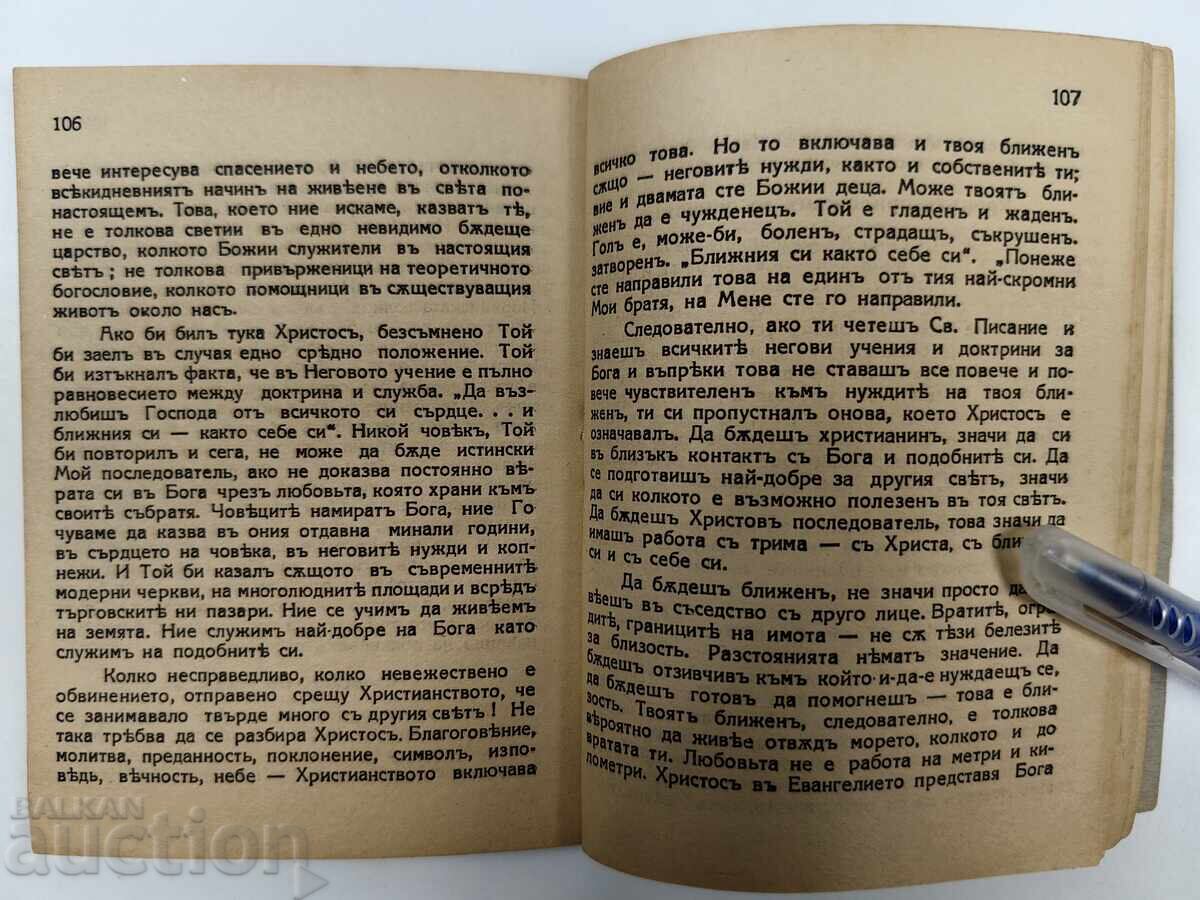 106
вече интересува спасението и небето, отколкото
всѣкидневниятъ начинъ на живѣене въ свѣта по-
настоящемъ. Това, което ние искаме, казватъ тѣ,
не е толкова светии въ едно невидимо бѫдеще
царство, колкото Божии служители въ настоящия
свѣтъ; не толкова привърженици на теоретичното
богословие, колкото помощници въ сѫществуващия
животъ около насъ.
Ако би билъ тука Христосъ, безсъмнено Той
би заелъ въ случая едно срѣдно положение. Той
би изтъкналъ факта, че въ Неговото учение е пълно
равновесието между доктрина и служба. „Да въз-
любишъ Господа отъ всичкото си сърдце. . . и
ближния си — както себе си“. Никой човѣкъ, Той
би повторилъ и сега, не може да бѫде истински
Мой последователь, ако не доказва постоянно вѣ-
рата си въ Бога чрезъ любовьта, която храни къмъ
своитѣ събратя. Човѣцитѣ намиратъ Бога, ние Го
чуваме да казва въ ония отдавна минали години,
въ сърдцето на човѣка, въ неговитѣ нужди и коп-
нежи. И Той би казалъ сѫщото въ съвременнитѣ
модерни черкви, на многолюднитѣ площади и всрѣдъ
търговскитѣ ни пазари. Ние се учимъ да живѣемъ
на земята. Ние служимъ най-добре на Бога като
служимъ на подобнитѣ си.
Колко несправедливо, колко невежествено е
обвинението, отправено срещу Христианството, че
се занимавало твърде много съ другия свѣтъ! Не
така трѣбва да се разбира Христосъ. Благоговѣние,
молитва, преданность, поклонение, символъ, изпо-
вѣдь, вѣчность, небе — Христианството включава
107
всичко това. Но то включава и твоя ближенъ
сѫщо — неговитѣ нужди, както и собственитѣ ти;
вие и двамата сте Божии деца. Може твоятъ бли-
женъ да е чужденецъ. Той е гладенъ и жаденъ.
Голъ е, може-би, боленъ, страдащъ, съкрушенъ.
затворенъ. „Ближния си както себе си“. „Понеже
сте направили това на единъ отъ тия най-скромни
Мои братя, на Мене сте го направили.
Следователно, ако ти четешъ Св. Писание и
знаешъ всичкитѣ негови учения и доктрини за
Бога и въпрѣки това не ставашъ все повече и по-
вече чувствителенъ къмъ нуждитѣ на твоя бли-
женъ, ти си пропустналъ онова, което Христосъ е
означавалъ. Да бѫдешъ християнинъ, значи да си
въ близъкъ контактъ съ Бога и подобнитѣ си. Да
се подготвишъ най-добре за другия свѣтъ, значи
да си колкото е възможно полезенъ въ тоя свѣтъ.
Да бѫдешъ Христовъ последователь, това значи да
имашъ работа съ трима — съ Христа, съ бли
си и съ себе си.
Да бѫдешъ ближенъ, не значи просто да
вѣешъ въ съседство съ друго лице. Вратитѣ, огра
дитѣ, границитѣ на имота — не сѫ тѣзи белезитѣ
за близость. Разстоянията нѣматъ значение. Да
бѫдешъ отзивчивъ къмъ който-и-да-е нуждаещъ се,
да бѫдешъ готовъ да помогнешъ — това е бли-
зость. Твоятъ ближенъ, следователно, е толкова
вѣроятно да живѣе отвждъ морето, колкото и до
вратата ти. Любовьта не е работа на метри и ки-
лометри. Христосъ въ Евангелието представя Бога
BALKAN
auction